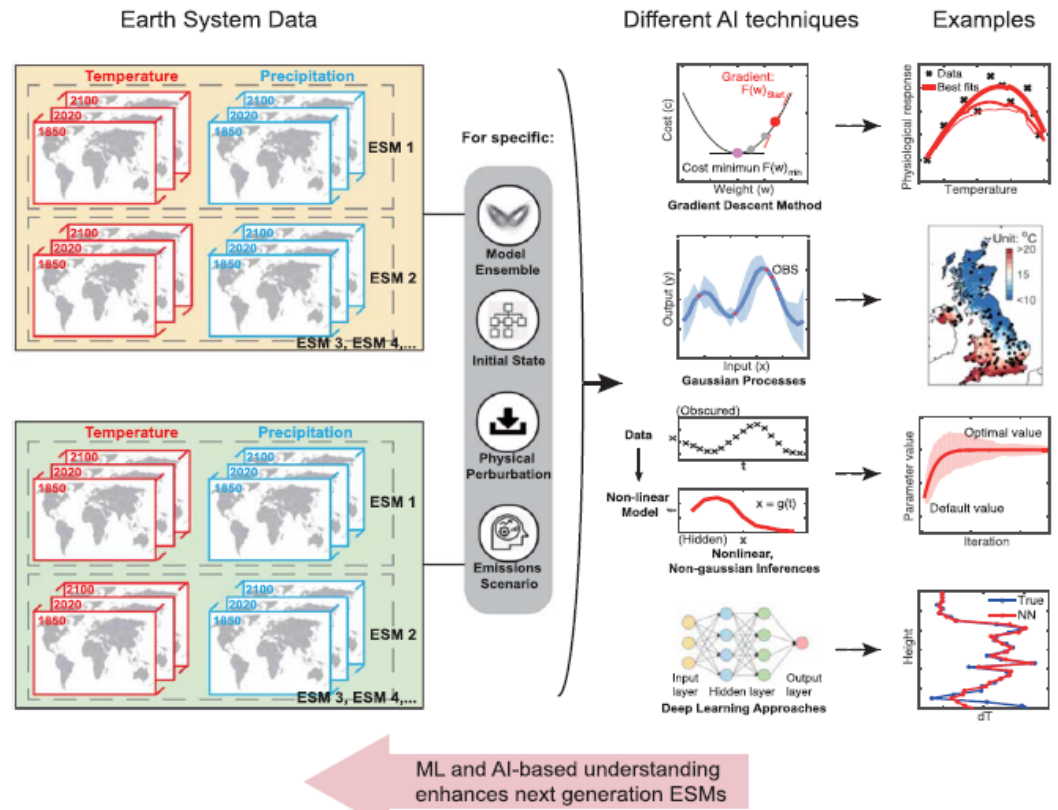 Earth System Data
Different AI techniques
Examples
Temperature
Precipitation
2100
2020
1850
2100
2020
1850
ESM 1
2100
2020
1850
2100
2020
1850
ESM 2
ESM 3, ESM 4,...
Temperature
Precipitation
2100
2020
1850
2100
2020
1850
ESM 1
2100
2020
1850
2100
2020
1850
ESM 2
ESM 3, ESM 4,...
For specific:
Model
Ensemble
Initial State
Physical
Perburbation
Emissions
Scenario
Cost (c)
Gradient:
F(w)Start
Cost minimun F(w)min
Weight (w)
Gradient Descent Method
Physiological response
Data
Best fits
Temperature
Output (y)
OBS
Input (x)
Gaussian Processes
Unit: °C
>20
15
<10
(Obscured)
Data
x
t
Non-linear
Model
f
x = g(t)
(Hidden)
x
Nonlinear,
Non-gaussian Inferences
Parameter value
Optimal value
Default value
Iteration
Input
layer
Hidden layer
Output
layer
Deep Learning Approaches
Height
True
NN
dT
ML and AI-based understanding
enhances next generation ESMs